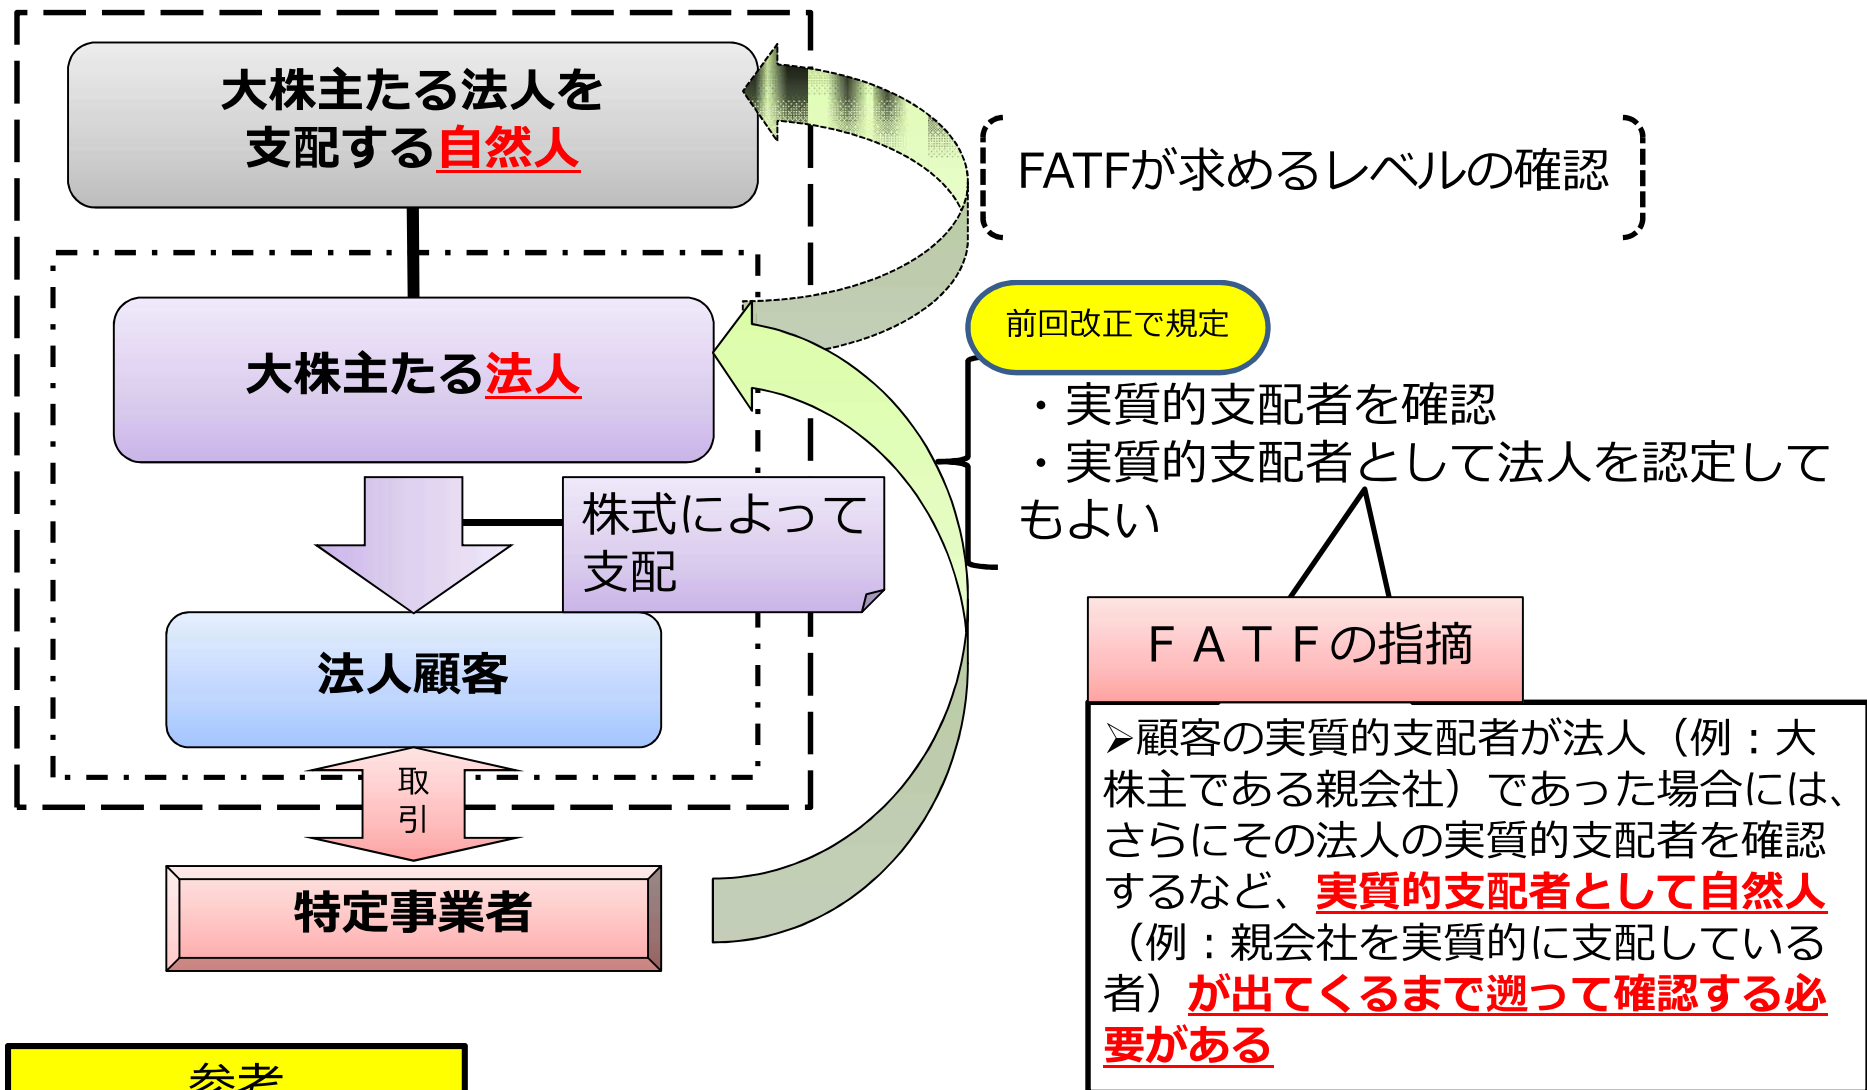 大株主たる法人を
支配する自然人
FATFが求めるレベルの確認
前回改正で規定
大株主たる法人
・実質的支配者を確認
・実質的支配者として法人を認定して
もよい
株式によって
支配
法人顧客
ＦＡＴＦの指摘
取
引
特定事業者
➢顧客の実質的支配者が法人（例：大
株主である親会社）であった場合には、
さらにその法人の実質的支配者を確認
するなど、実質的支配者として自然人
（例：親会社を実質的に支配している
者）が出てくるまで遡って確認する必
要がある
参考